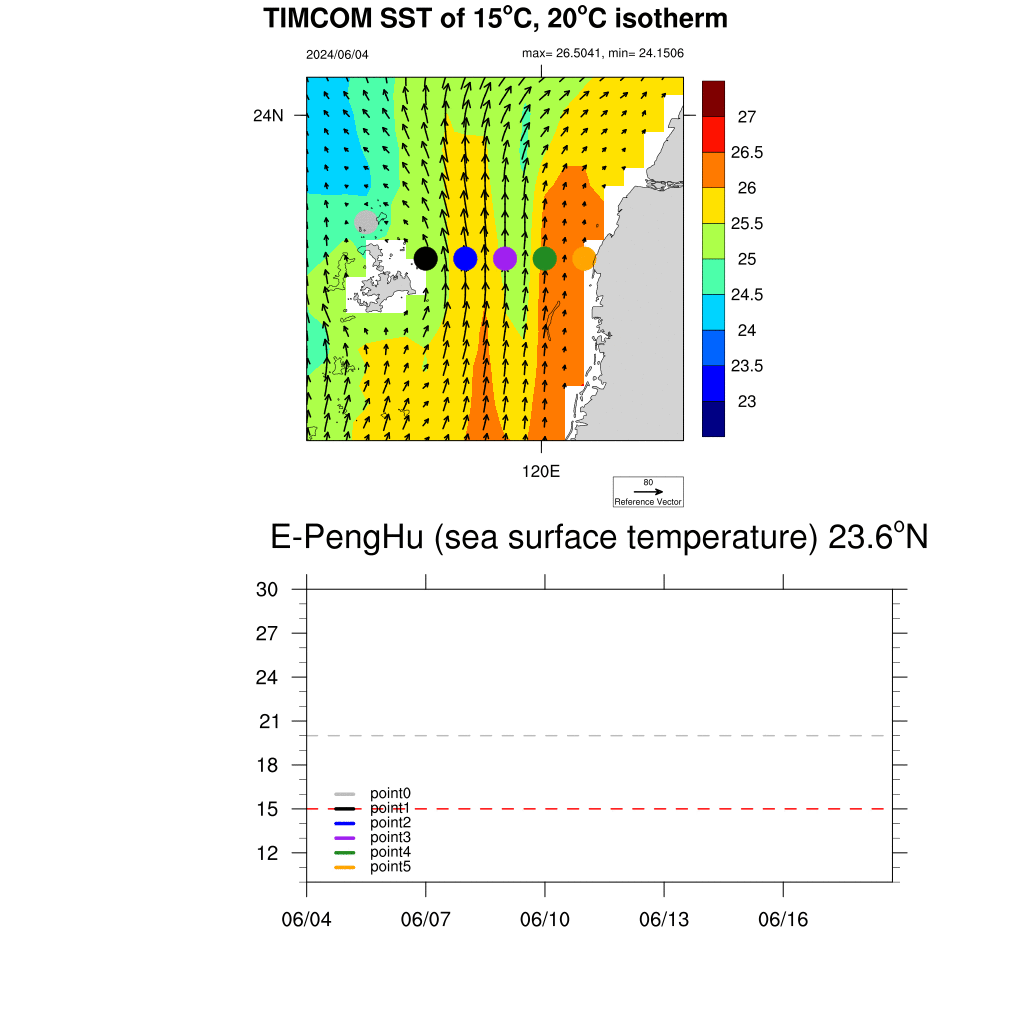 TIMCOM SST of 15°C, 20°C isotherm
2024/06/04
max= 26.5041, min= 24.1506
24N
27
26.5
26
25.5
25
24.5
24
23.5
23
120E
80
Reference Vector
E-PengHu (sea surface temperature) 23.6°N
30
27
24
21
18
15
12
point0
point1
point2
point3
point4
point5
06/04
06/07
06/10
06/13
06/16